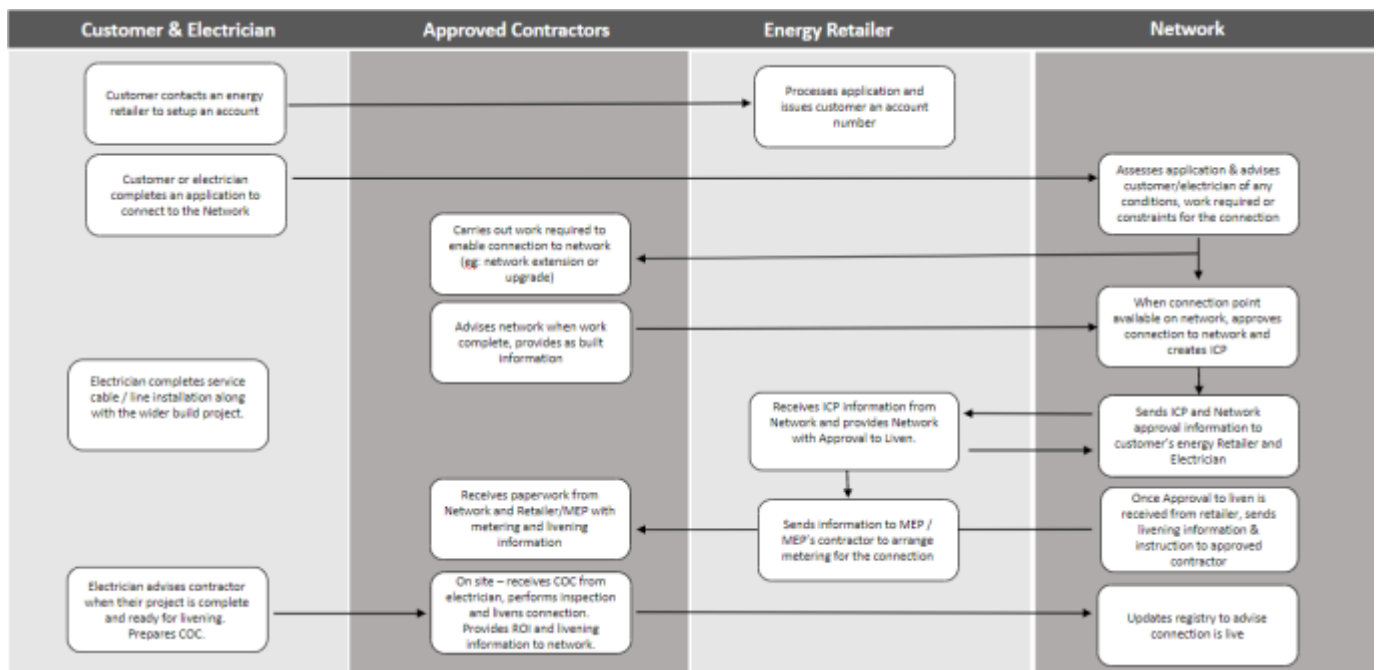 Customer & Electrician
Approved Contractors
Energy Retailer
Network
Customer contacts an energy
retailer to setup an account
Processes application and
issues customer an account
number
Customer or electrician
completes an application to
connect to the Network
Assesses application & advises
customer/electrician of any
conditions, work required or
constraints for the connection
Carries out work required to
enable connection to network
(eg: network extension or
upgrade)
Advises network when work
complete, provides as built
information
When connection point
available on network, approves
connection to network and
creates ICP
Electrician completes service
cable / line installation along
with the wider build project.
Receives ICP information from
Network and provides Network
with Approval to Liven.
Sends ICP and Network
approval information to
customer's energy Retailer and
Electrician
Receives paperwork from
Network and Retailer/MEP with
metering and livening
information
Sends information to MEP /
MEP's contractor to arrange
metering for the connection
Once Approval to liven is
received from retailer, sends
livening information &
instruction to approved
contractor
Electrician advises contractor
when their project is complete
and ready for livening.
Prepares COC.
On site – receives COC from
electrician, performs inspection
and livens connection.
Provides ROI and livening
information to network.
Updates registry to advise
connection is live